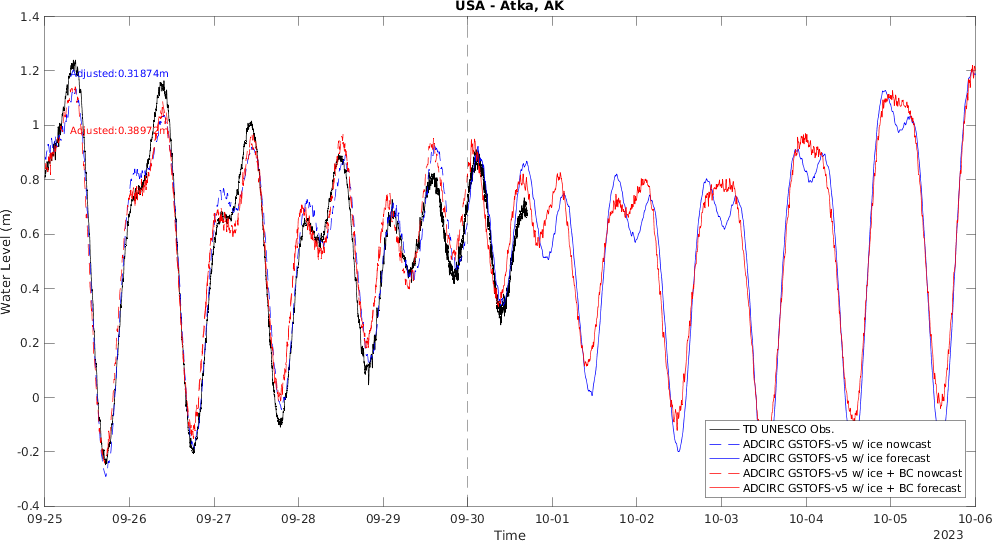 USA - Atka, AK
1.4
1.2
1
0.8
0.6
0.4
0.2
0
-0.2
-0.4
Water Level (m)
Adjusted:0.31874m
TD UNESCO Obs.
ADCIRC GSTOFS-v5 w/ ice nowcast
ADCIRC GSTOFS-v5 w/ ice forecast
ADCIRC GSTOFS-v5 w/ ice + BC nowcast
ADCIRC GSTOFS-v5 w/ ice + BC forecast
09-25 09-26 09-27 09-28 09-29 09-30 10-01 10-02 10-03 10-04 10-05 10-06
Time
2023